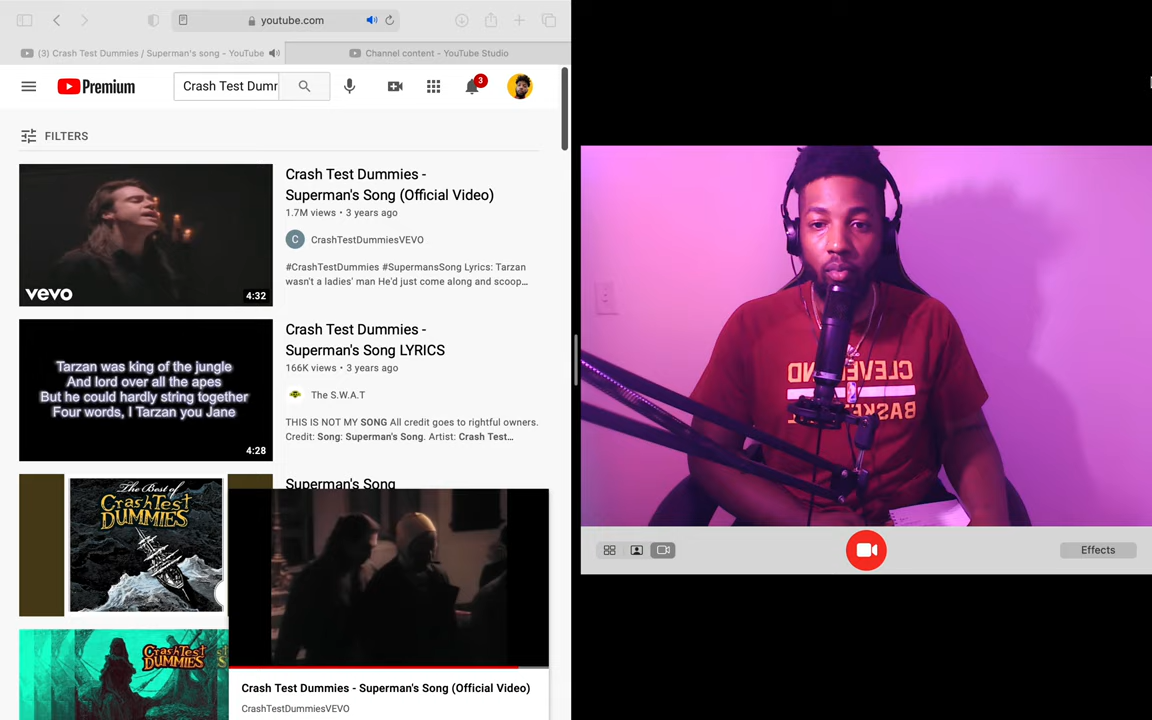 youtube.com
(3) Crash Test Dummies / Superman's song - YouTube
Channel content - YouTube Studio
Premium
Crash Test Dumm
3
FILTERS
vevo
4:32
Crash Test Dummies -
Superman's Song (Official Video)
1.7M views • 3 years ago
C
CrashTestDummiesVEVO
#CrashTestDummies #SupermansSong Lyrics: Tarzan
wasn't a ladies' man He'd just come along and scoop...
Tarzan was king of the jungle
And lord over all the apes
But he could hardly string together
Four words, I Tarzan you Jane
4:28
Crash Test Dummies -
Superman's Song LYRICS
166K views • 3 years ago
The S.W.A.T
THIS IS NOT MY SONG All credit goes to rightful owners.
Credit: Song: Superman's Song. Artist: Crash Test...
The Best of
CRASH TEST
DUMMIES
Superman's Song
CRASH TEST
DUMMIES
Crash Test Dummies - Superman's Song (Official Video)
CrashTestDummiesVEVO
CLEVELAND
BASKETBALL
Effects